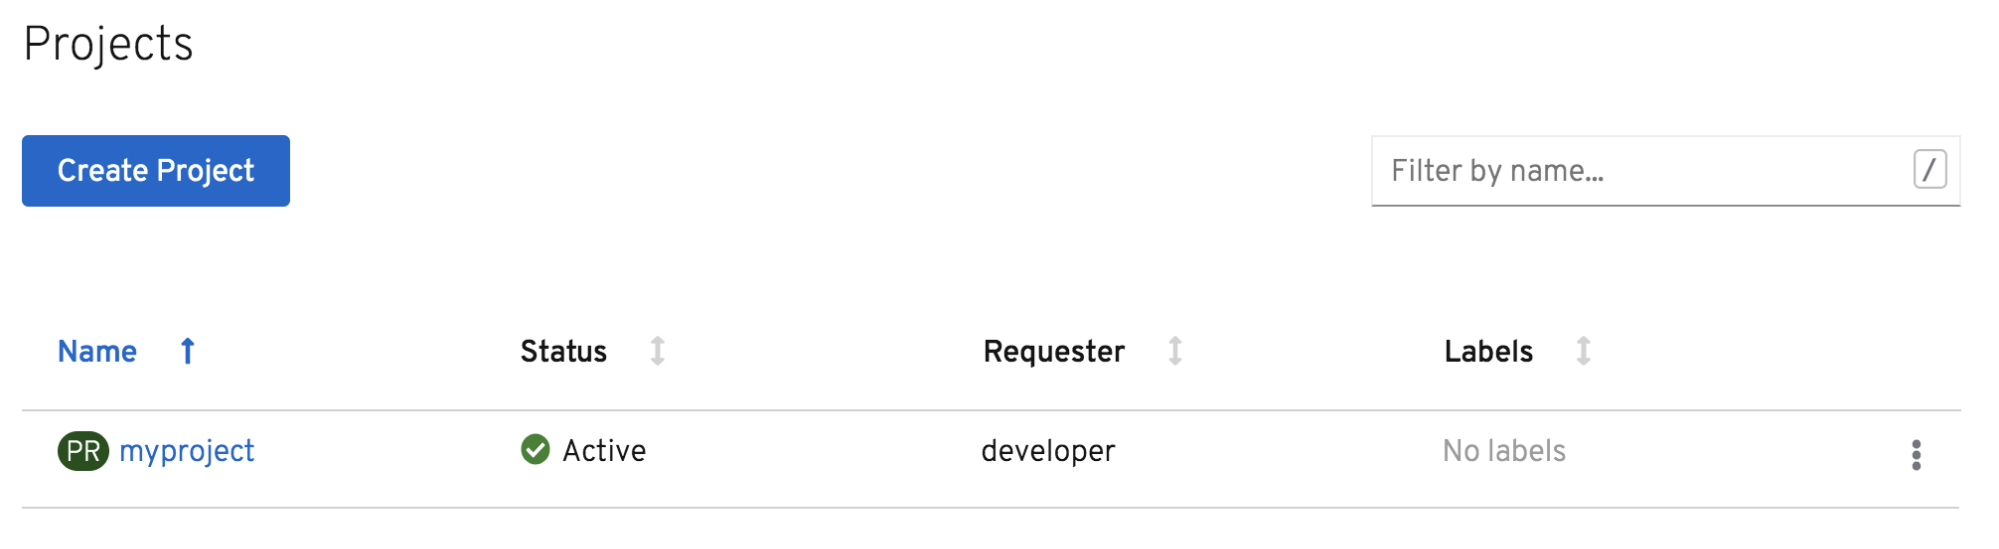 Projects
Create Project
Filter by name...
/
Name Status Requester Labels
PR myproject Active developer No labels